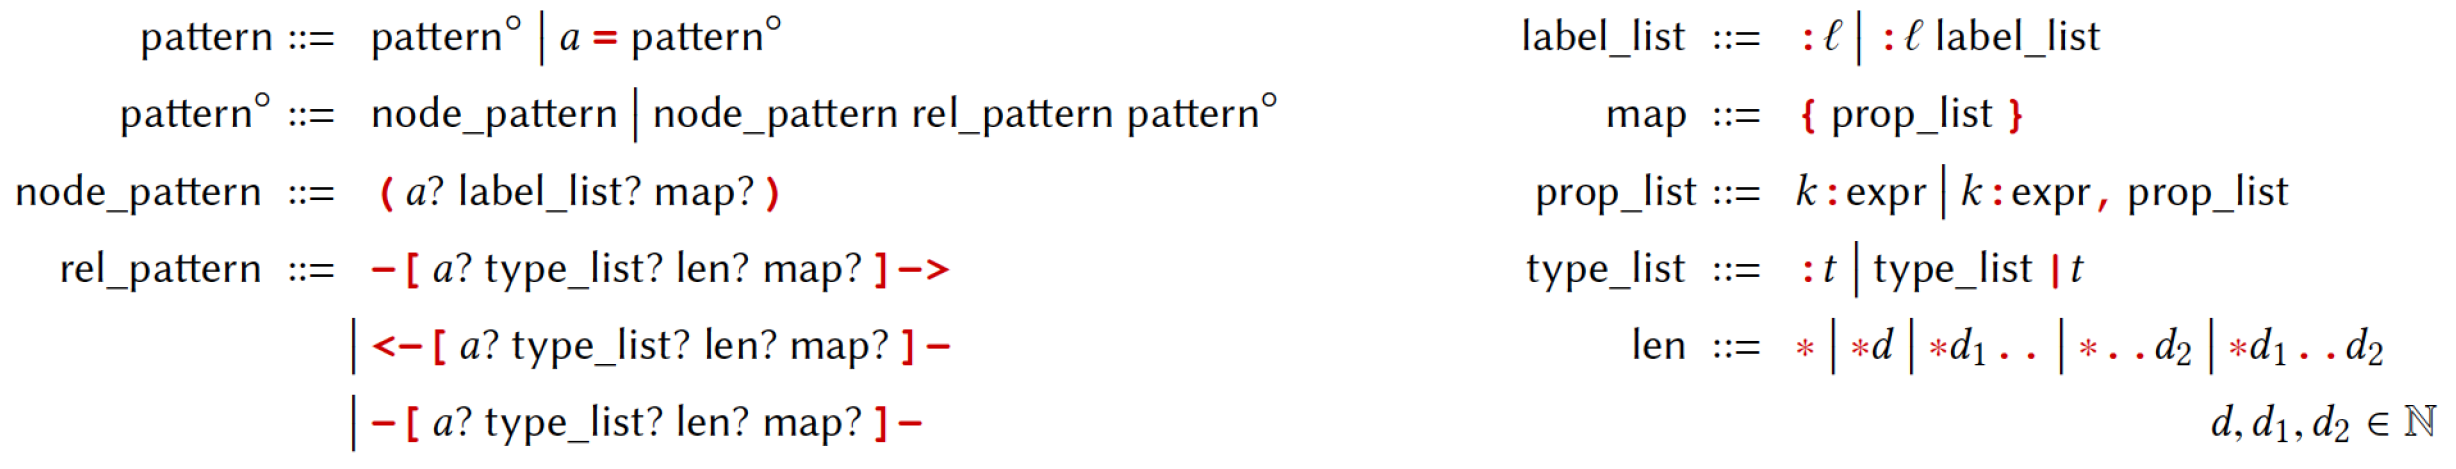 pattern ::= pattern° | a = pattern°
pattern° ::= node_pattern | node_pattern rel_pattern pattern°
node_pattern ::= ( a? label_list? map? )
rel_pattern ::= -[ a? type_list? len? map? ]->
| <-[ a? type_list? len? map? ]-
| -[ a? type_list? len? map? ]-
label_list ::= :ℓ | :ℓ label_list
map ::= { prop_list }
prop_list ::= k:expr | k:expr, prop_list
type_list ::= :t | type_list |t
len ::= * | *d | *d₁.. | *..d₂ | *d₁..d₂
d, d₁, d₂ ∈ ℕ